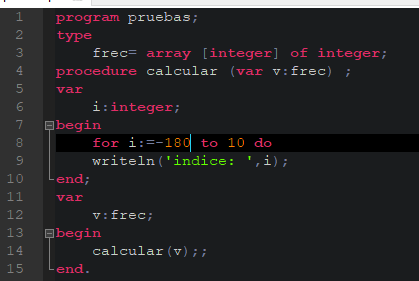 1 program pruebas;
2 type
3 frec= array [integer] of integer;
4 procedure calcular (var v:frec) ;
5 var
6 i:integer;
7 begin
8 for i:=-180 to 10 do
9 writeln('indice: ',i);
10 end;
11 var
12 v:frec;
13 begin
14 calcular(v);;
15 end.